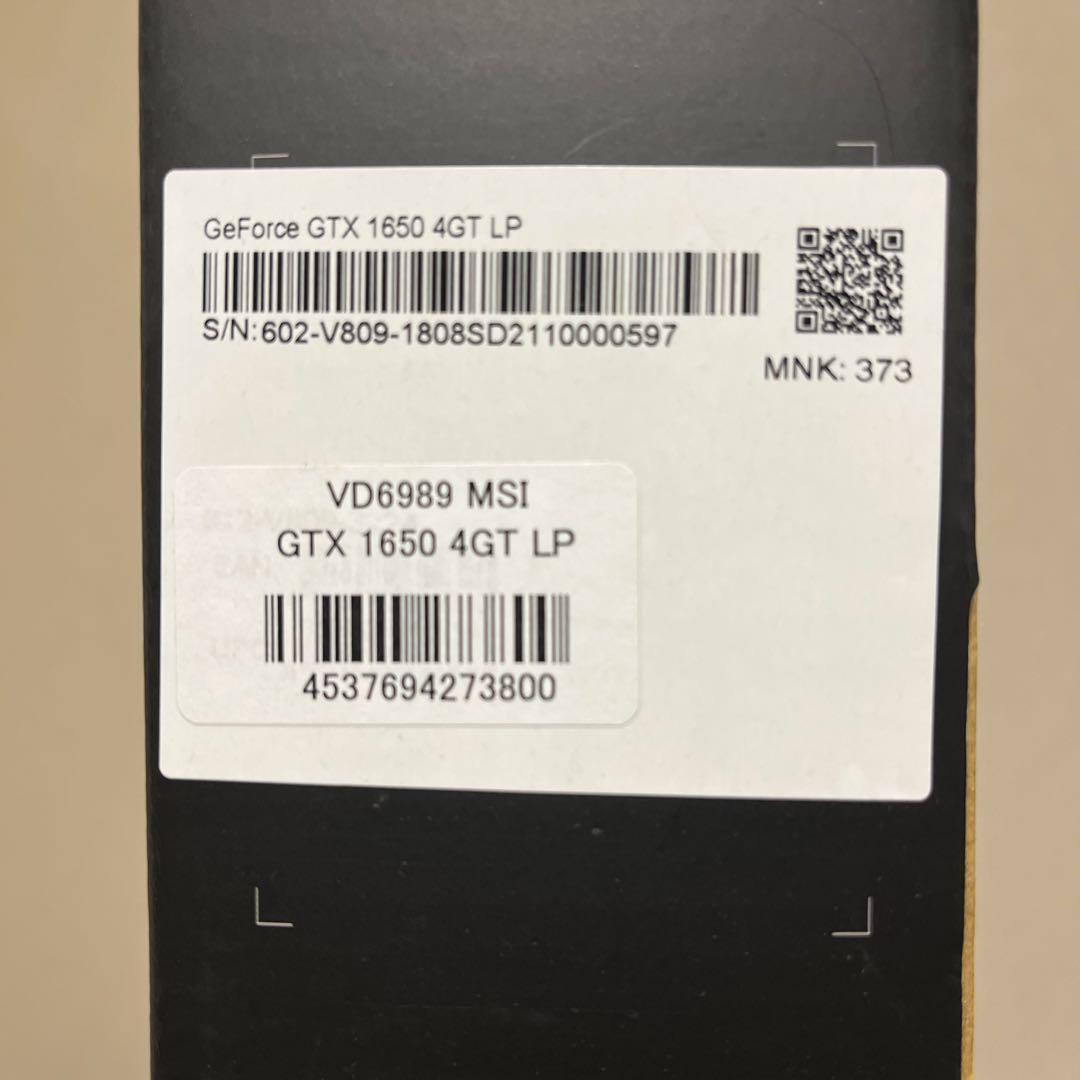 GeForce GTX 1650 4GT LP
S/N:602-V809-1808SD2110000597
MNK: 373
VD6989 MSI
GTX 1650 4GT LP
4537694273800